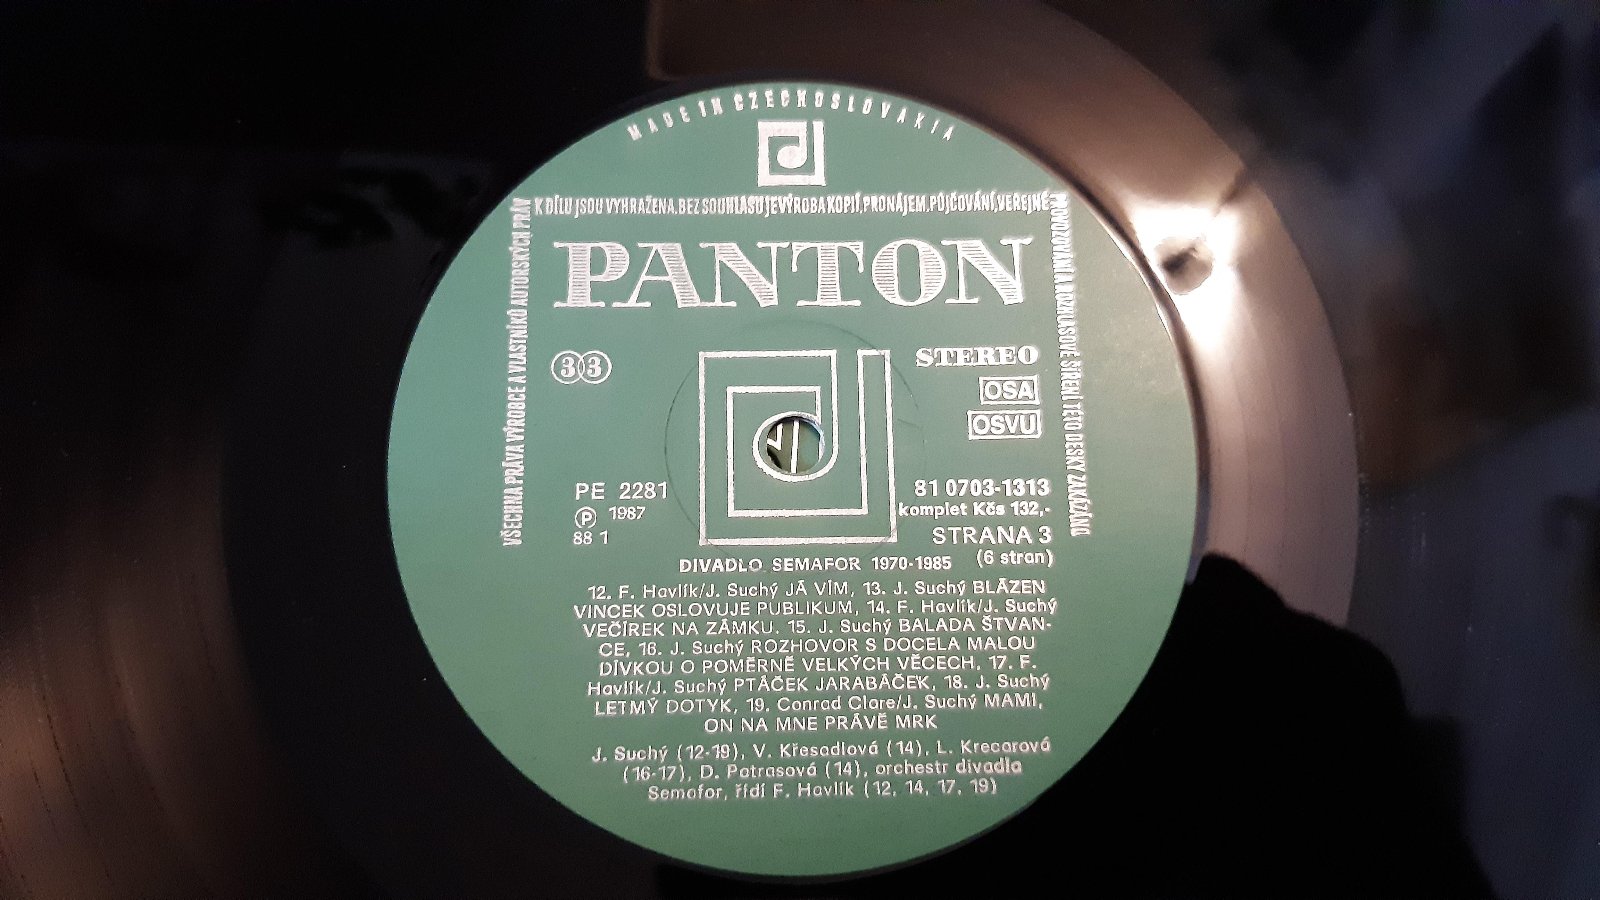 MADE IN CZECHOSLOVAKIA
VŠECHNA PRÁVA VÝROBCE A VLASTNÍKŮ AUTORSKÝCH PRÁV
K DÍLU JSOU VYHRAŽENA. BEZ SOUHLASU JE VÝROBA KOPIÍ, PRONÁJEM, PŮJČOVÁNÍ, VEŘEJNÉ
PROVOZOVÁNÍ A ROZHLASOVÉ ŠÍŘENÍ TÉTO DESKY ZAKÁZÁNO
PANTON
33
STEREO
OSA
OSVU
PE 2281
Ⓟ 1987
88 1
81 0703-1313
komplet Kčs 132,-
STRANA 3
(6 stran)
DIVADLO SEMAFOR 1970-1985
12. F. Havlík/J. Suchý JÁ VÍM, 13. J. Suchý BLÁZEN
VINCEK OSLOVUJE PUBLIKUM, 14. F. Havlík/J. Suchý
VEČÍREK NA ZÁMKU. 15. J. Suchý BALADA ŠTVAN-
CE, 16. J. Suchý ROZHOVOR S DOCELA MALOU
DÍVKOU O POMĚRNĚ VELKÝCH VĚCECH, 17. F.
Havlík/J. Suchý PTÁČEK JARABÁČEK, 18. J. Suchý
LETMÝ DOTYK, 19. Conrad Clare/J. Suchý MAMI,
ON NA MNE PRÁVĚ MRK
J. Suchý (12-19), V. Křesadlová (14), L. Krecarová
(16-17), D. Patrasová (14), orchestr divadla
Semafor, řídí F. Havlík (12, 14, 17, 19)